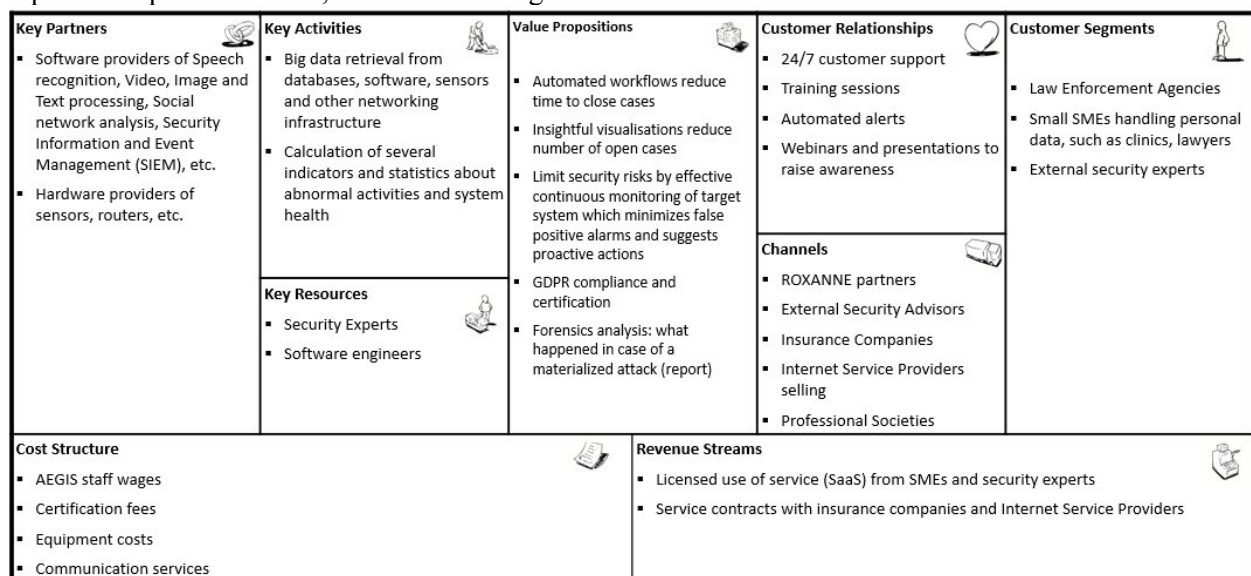 Key Partners
▪ Software providers of Speech
recognition, Video, Image and
Text processing, Social
network analysis, Security
Information and Event
Management (SIEM), etc.
▪ Hardware providers of
sensors, routers, etc.
Key Activities
▪ Big data retrieval from
databases, software, sensors
and other networking
infrastructure
▪ Calculation of several
indicators and statistics about
abnormal activities and system
health
Key Resources
▪ Security Experts
▪ Software engineers
Value Propositions
▪ Automated workflows reduce
time to close cases
▪ Insightful visualisations reduce
number of open cases
▪ Limit security risks by effective
continuous monitoring of target
system which minimizes false
positive alarms and suggests
proactive actions
▪ GDPR compliance and
certification
▪ Forensics analysis: what
happened in case of a
materialized attack (report)
Customer Relationships
▪ 24/7 customer support
▪ Training sessions
▪ Automated alerts
▪ Webinars and presentations to
raise awareness
Channels
▪ ROXANNE partners
▪ External Security Advisors
▪ Insurance Companies
▪ Internet Service Providers
selling
▪ Professional Societies
Customer Segments
▪ Law Enforcement Agencies
▪ Small SMEs handling personal
data, such as clinics, lawyers
▪ External security experts
Cost Structure
▪ AEGIS staff wages
▪ Certification fees
▪ Equipment costs
▪ Communication services
Revenue Streams
▪ Licensed use of service (SaaS) from SMEs and security experts
▪ Service contracts with insurance companies and Internet Service Providers